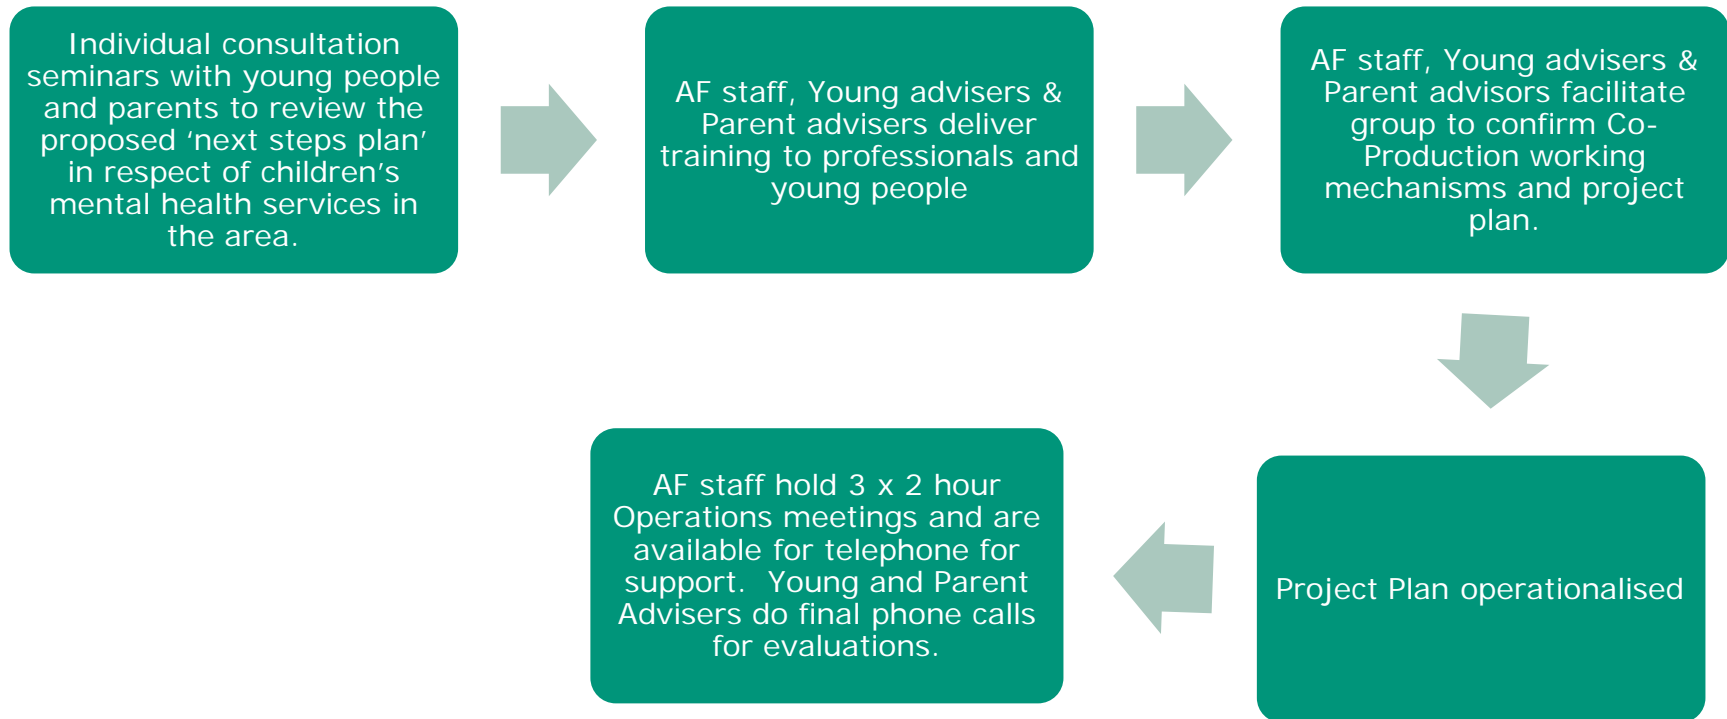 Individual consultation
seminars with young people
and parents to review the
proposed ‘next steps plan’
in respect of children’s
mental health services in
the area.
AF staff, Young advisers &
Parent advisers deliver
training to professionals and
young people
AF staff, Young advisers &
Parent advisors facilitate
group to confirm Co-
Production working
mechanisms and project
plan.
Project Plan operationalised
AF staff hold 3 x 2 hour
Operations meetings and are
available for telephone for
support.  Young and Parent
Advisers do final phone calls
for evaluations.